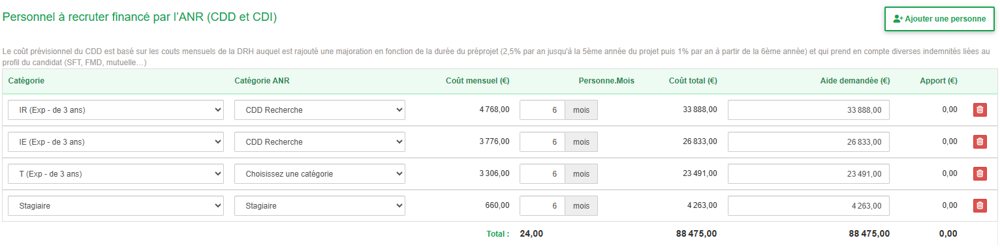 Personnel à recruter financé par l'ANR (CDD et CDI)
Ajouter une personne
Le coût prévisionnel du CDD est basé sur les couts mensuels de la DRH auquel est rajouté une majoration en fonction de la durée du préprojet (2,5% par an jusqu'à la 5ème année du projet puis 1% par an à partir de la 6ème année) et qui prend en compte diverses indemnités liées au
profil du candidat (SFT, FMD, mutuelle…)
Catégorie Catégorie ANR Coût mensuel (€) Personne.Mois Coût total (€) Aide demandée (€) Apport (€)
IR (Exp - de 3 ans) CDD Recherche 4 768,00 6 mois 33 888,00 33 888,00 0,00
IE (Exp - de 3 ans) CDD Recherche 3 776,00 6 mois 26 833,00 26 833,00 0,00
T (Exp - de 3 ans) Choisissez une catégorie 3 306,00 6 mois 23 491,00 23 491,00 0,00
Stagiaire Stagiaire 660,00 6 mois 4 263,00 4 263,00 0,00
Total : 24,00 88 475,00 88 475,00 0,00